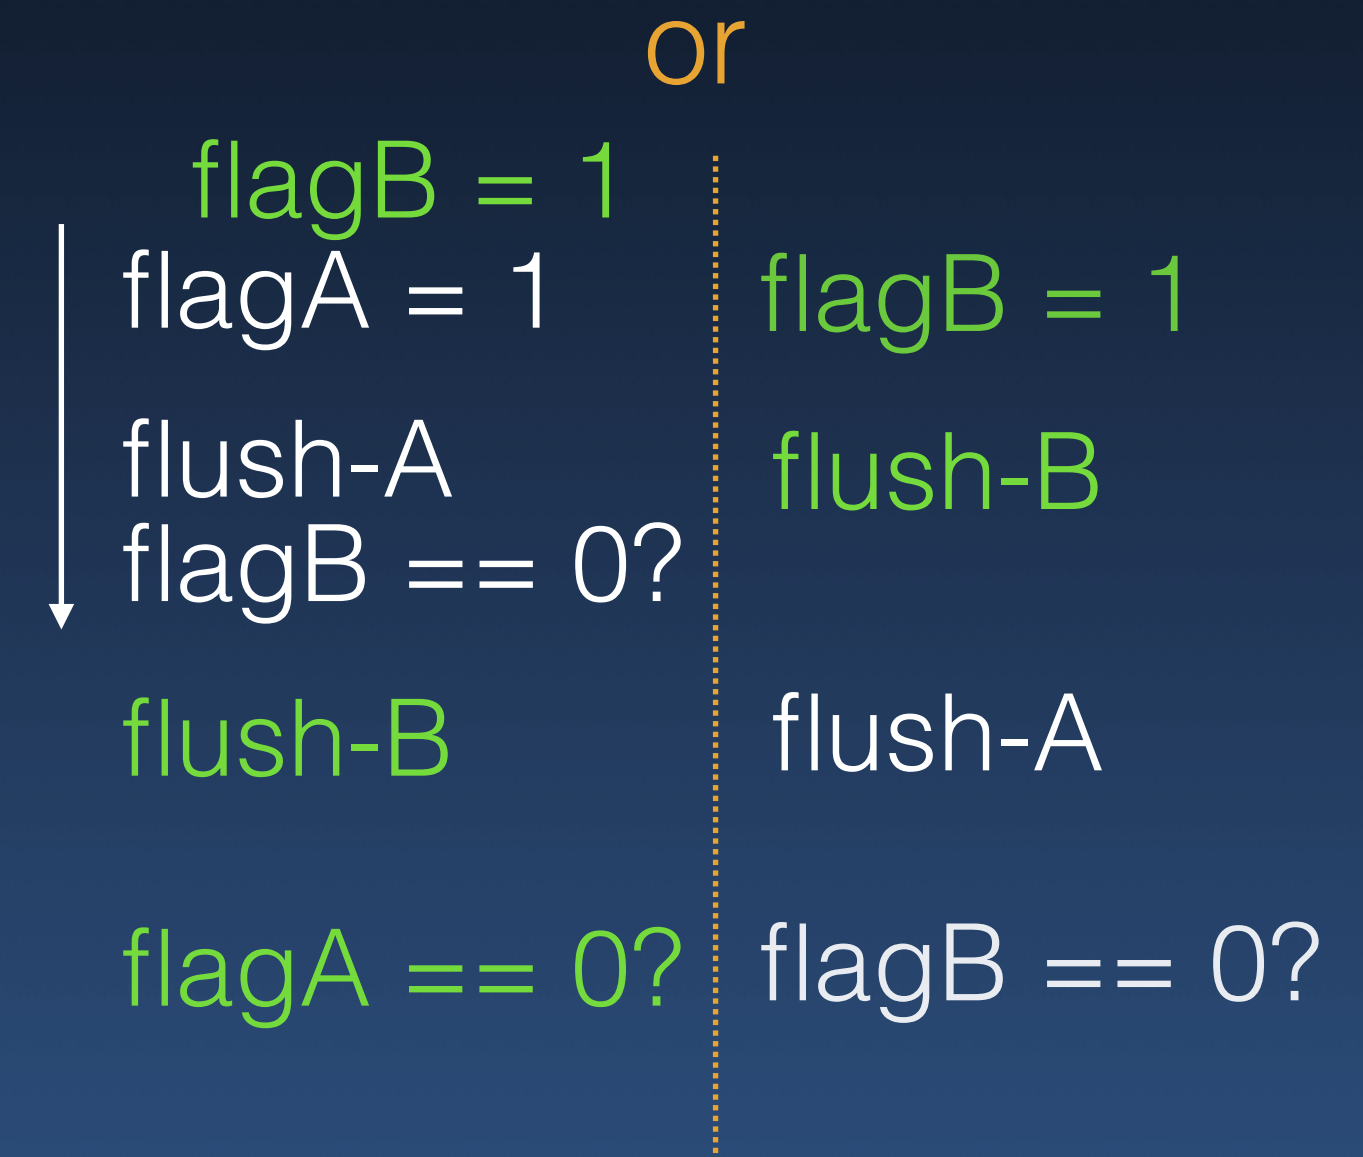 or
flagB = 1
flagA = 1
flush-A
flagB == 0?
flush-B
flagA == 0?
flagB = 1
flush-B
flush-A
flagB == 0?